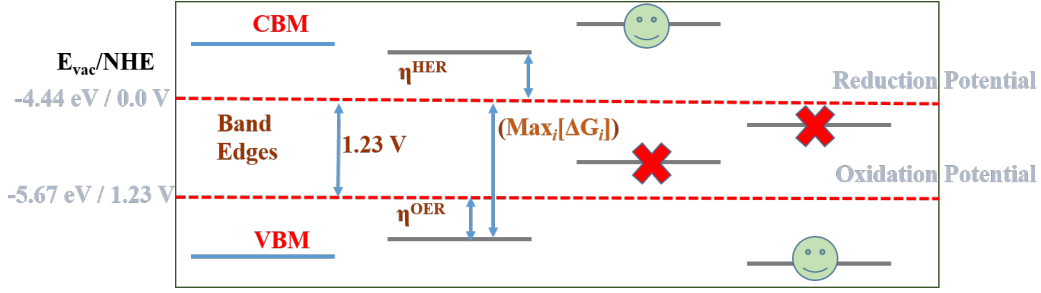 CBM
E_vac/NHE
η^HER
Reduction Potential
-4.44 eV / 0.0 V
Band
Edges
1.23 V
(Max_i[ΔG_i])
Oxidation Potential
-5.67 eV / 1.23 V
η^OER
VBM